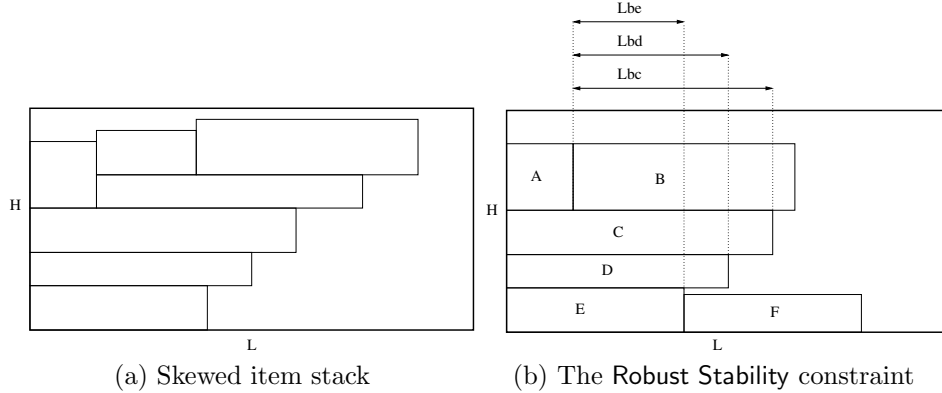 Lbe
Lbd
Lbc
H
L
A
B
H
C
D
E
F
L
(a) Skewed item stack
(b) The Robust Stability constraint